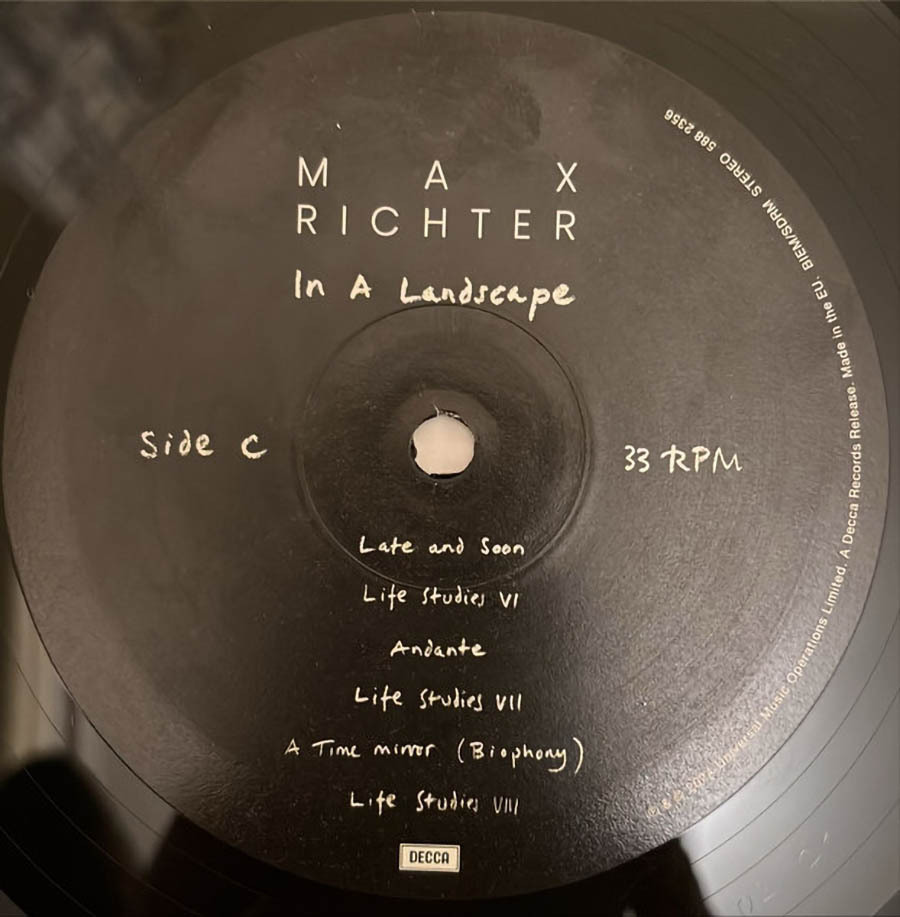 MAX
RICHTER
In A Landscape
Side C
33 RPM
Late and Soon
Life Studies VI
Andante
Life Studies VII
A Time mirror (Biophony)
Life Studies VIII
DECCA
℗ & © 2024 Universal Music Operations Limited. A Decca Records Release. Made in the EU. BIEM/SDRM STEREO 588 2356